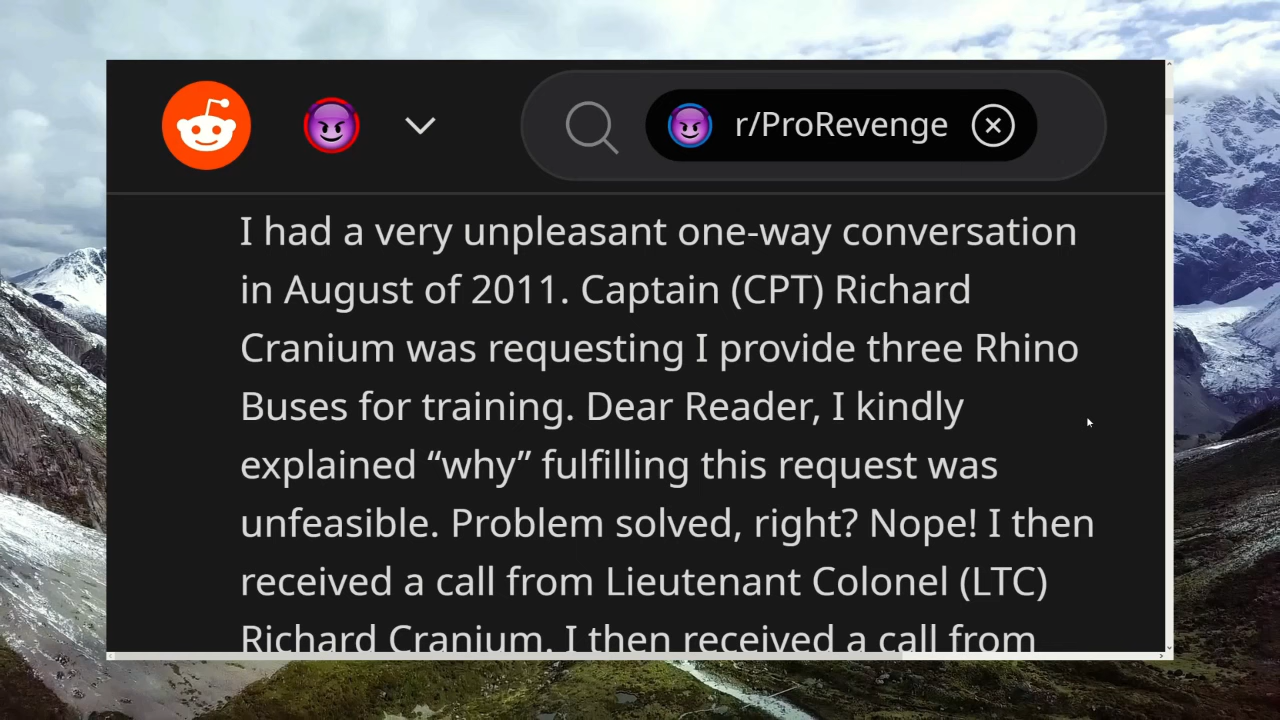 r/ProRevenge
I had a very unpleasant one-way conversation
in August of 2011. Captain (CPT) Richard
Cranium was requesting I provide three Rhino
Buses for training. Dear Reader, I kindly
explained “why” fulfilling this request was
unfeasible. Problem solved, right? Nope! I then
received a call from Lieutenant Colonel (LTC)
Richard Cranium. I then received a call from